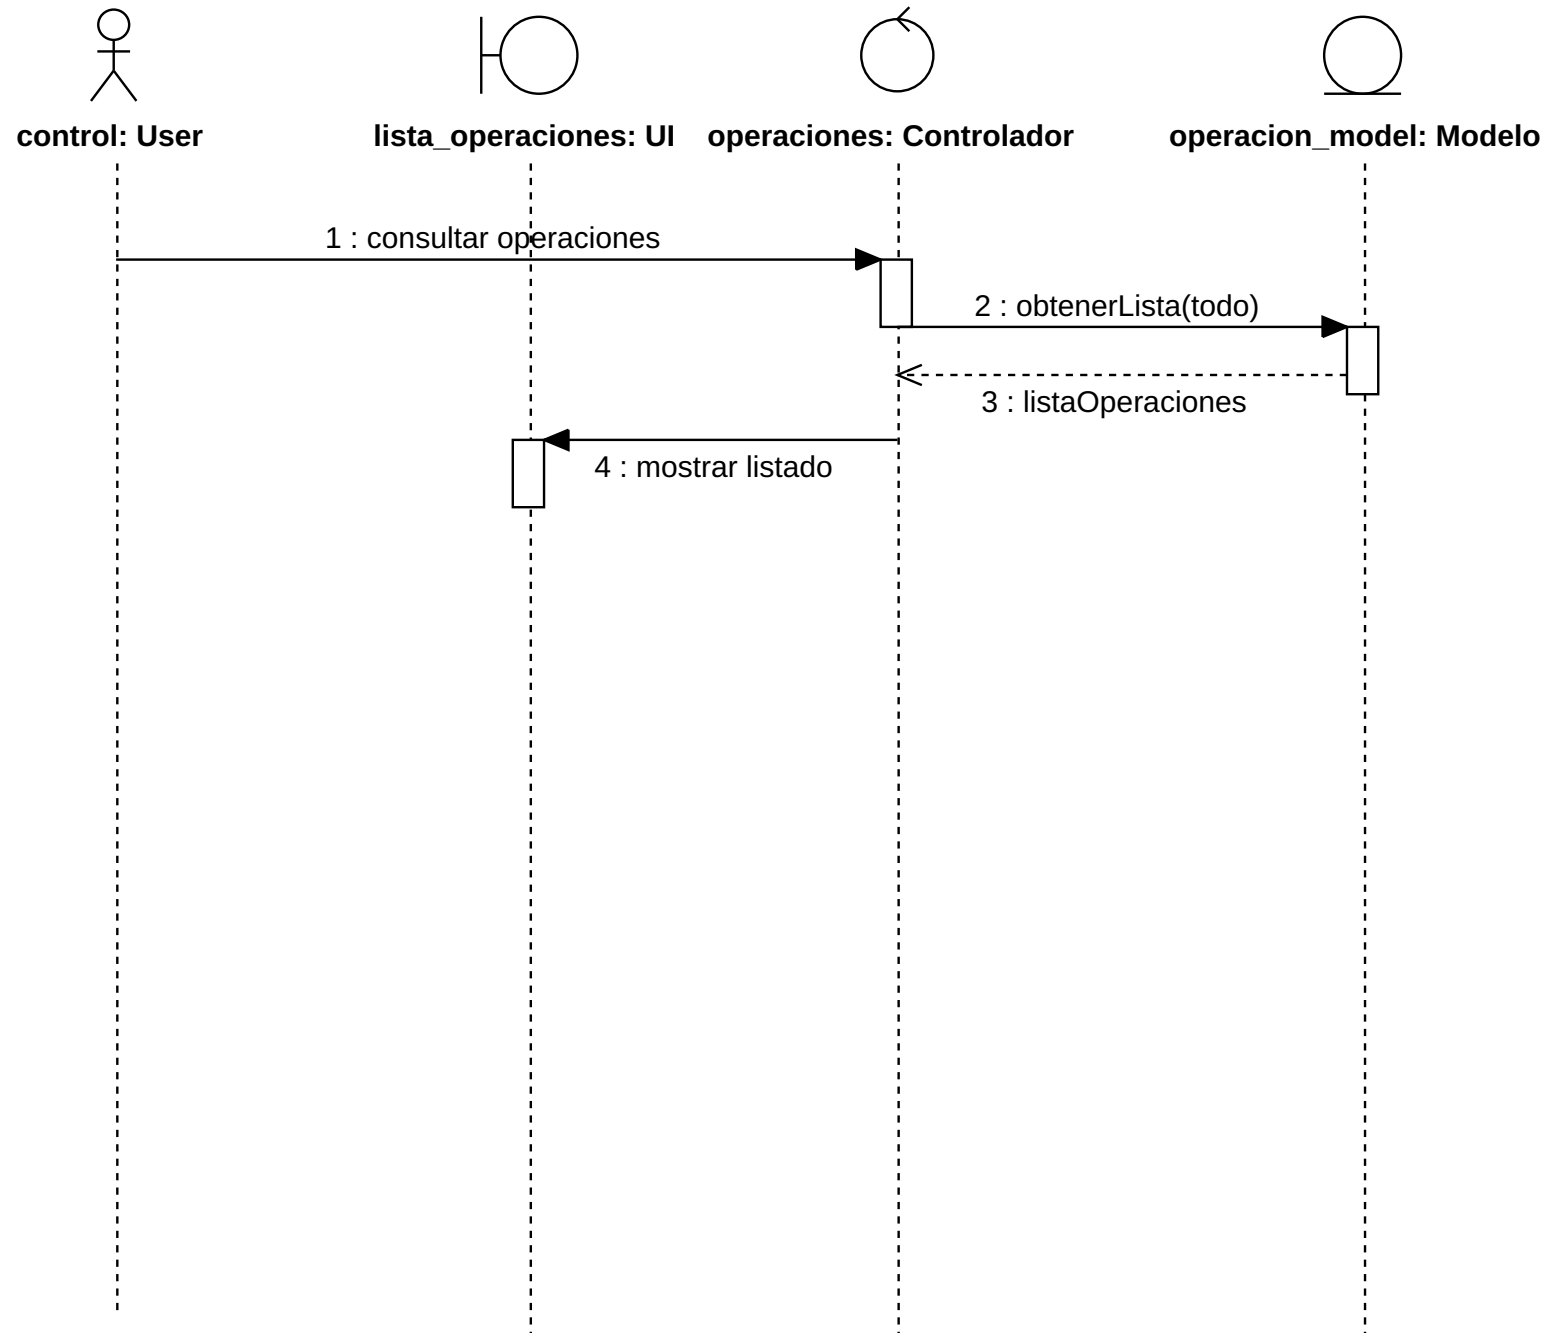 control: User
lista_operaciones: UI
operaciones: Controlador
operacion_model: Modelo
1 : consultar operaciones
2 : obtenerLista(todo)
3 : listaOperaciones
4 : mostrar listado